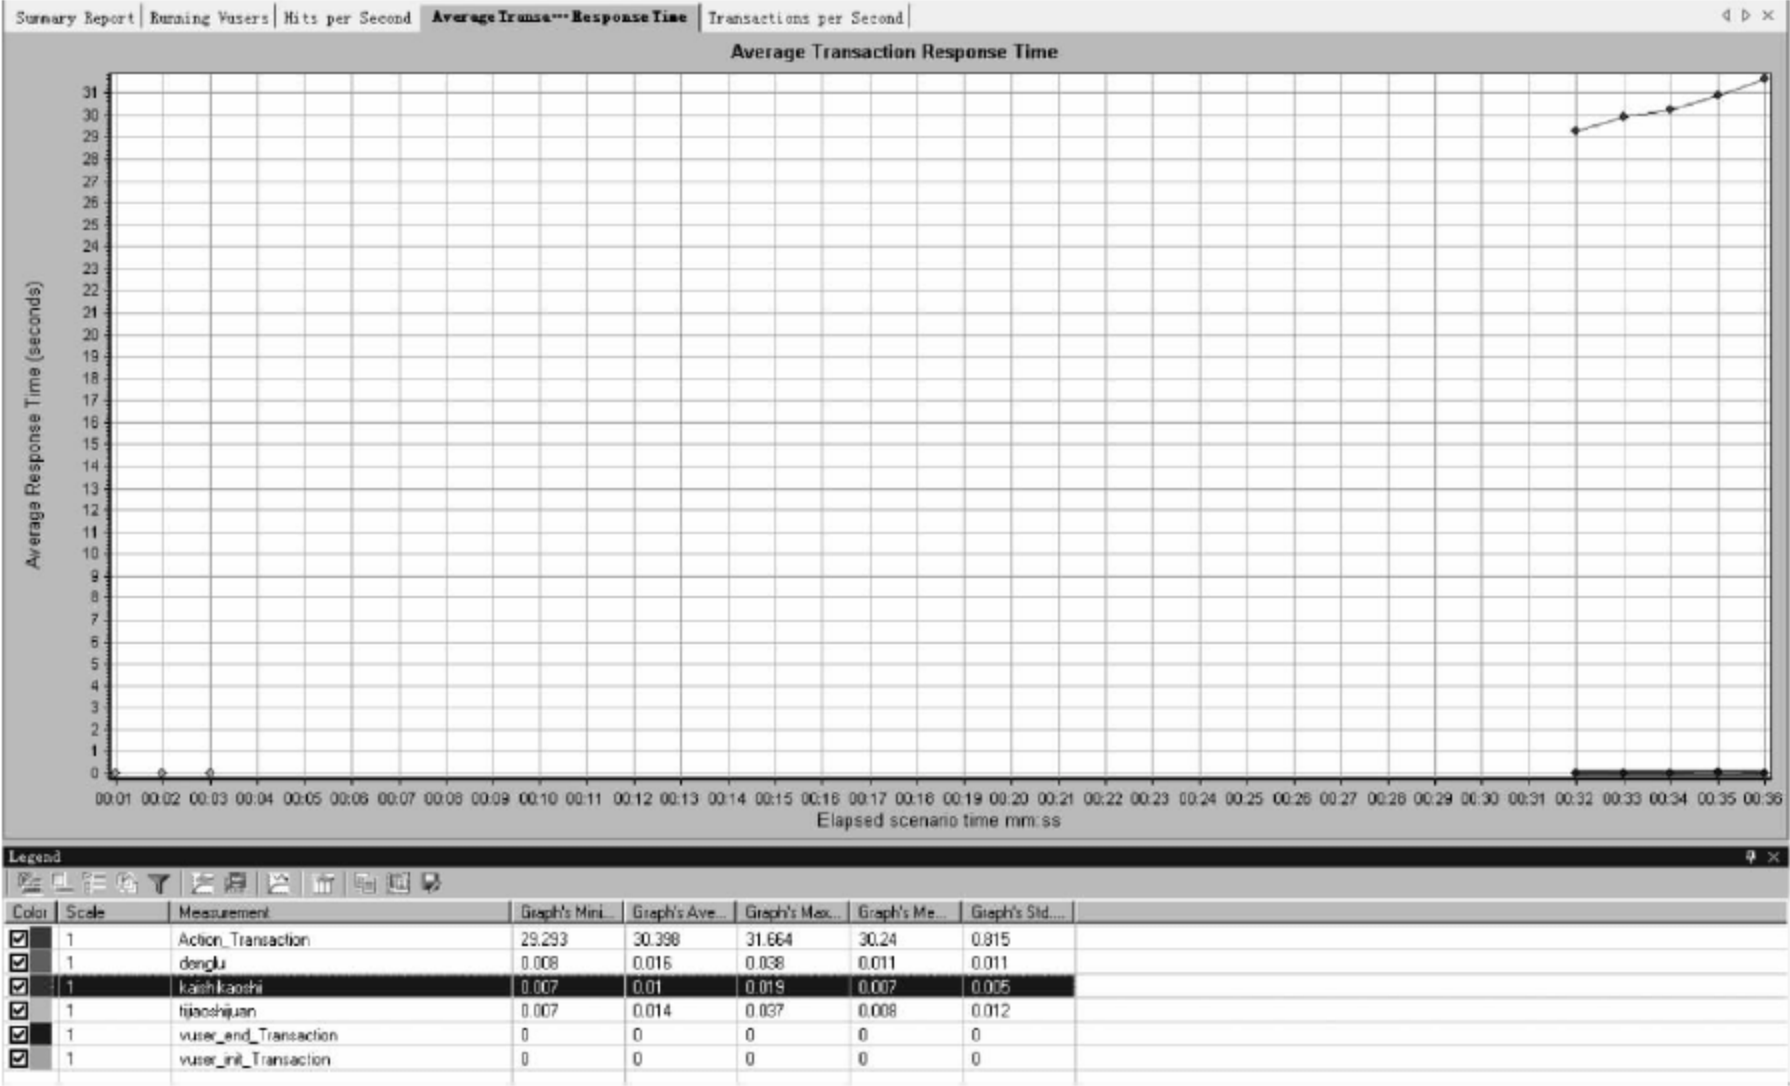 Summary Report Running Vusers Hits per Second Average Transa···Response Time Transactions per Second
Average Transaction Response Time
31
30
29
28
27
26
25
24
23
22
21
20
19
18
17
16
15
14
13
12
11
10
9
8
7
6
5
4
3
2
1
0
Average Response Time (seconds)
00:01 00:02 00:03 00:04 00:05 00:06 00:07 00:08 00:09 00:10 00:11 00:12 00:13 00:14 00:15 00:16 00:17 00:18 00:19 00:20 00:21 00:22 00:23 00:24 00:25 00:26 00:27 00:28 00:29 00:30 00:31 00:32 00:33 00:34 00:35 00:36
Elapsed scenario time mm:ss
Legend
Color Scale Measurement Graph's Mini... Graph's Ave... Graph's Max... Graph's Me... Graph's Std....
1 Action_Transaction 29.293 30.398 31.664 30.24 0.815
1 denglu 0.008 0.016 0.038 0.011 0.011
1 kaishikaoshi 0.007 0.01 0.019 0.007 0.005
1 tijiaoshijuan 0.007 0.014 0.037 0.008 0.012
1 vuser_end_Transaction 0 0 0 0 0
1 vuser_init_Transaction 0 0 0 0 0